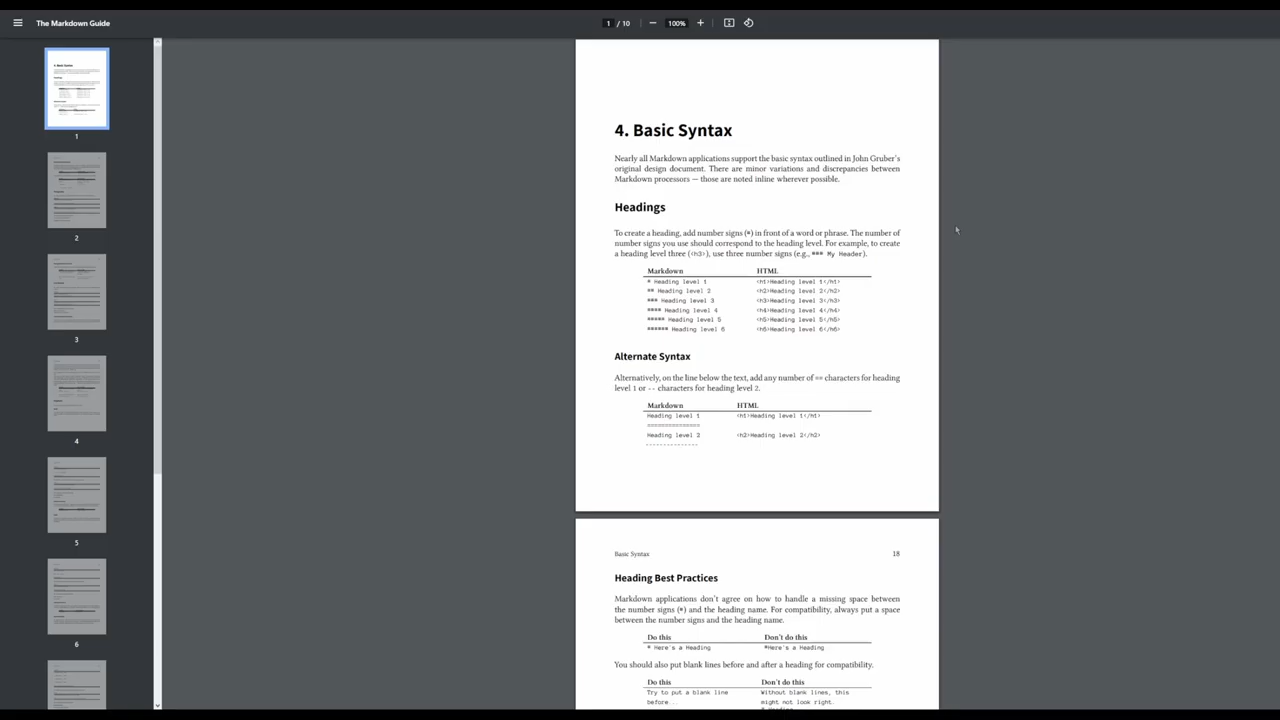 The Markdown Guide
1 / 10
100%
1
2
3
4
5
6
4. Basic Syntax
Nearly all Markdown applications support the basic syntax outlined in John Gruber's
original design document. There are minor variations and discrepancies between
Markdown processors — those are noted inline wherever possible.
Headings
To create a heading, add number signs (#) in front of a word or phrase. The number of
number signs you use should correspond to the heading level. For example, to create
a heading level three (<h3>), use three number signs (e.g., ### My Header).
Markdown HTML
# Heading level 1 <h1>Heading level 1</h1>
## Heading level 2 <h2>Heading level 2</h2>
### Heading level 3 <h3>Heading level 3</h3>
#### Heading level 4 <h4>Heading level 4</h4>
##### Heading level 5 <h5>Heading level 5</h5>
###### Heading level 6 <h6>Heading level 6</h6>
Alternate Syntax
Alternatively, on the line below the text, add any number of == characters for heading
level 1 or -- characters for heading level 2.
Markdown HTML
Heading level 1 <h1>Heading level 1</h1>
===============
Heading level 2 <h2>Heading level 2</h2>
---------------
Basic Syntax 18
Heading Best Practices
Markdown applications don't agree on how to handle a missing space between
the number signs (#) and the heading name. For compatibility, always put a space
between the number signs and the heading name.
Do this Don't do this
# Here's a Heading #Here's a Heading
You should also put blank lines before and after a heading for compatibility.
Do this Don't do this
Try to put a blank line Without blank lines, this
before... might not look right.